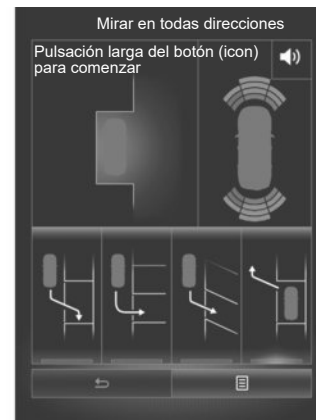 Mirar en todas direcciones
Pulsación larga del botón (icon)
para comenzar